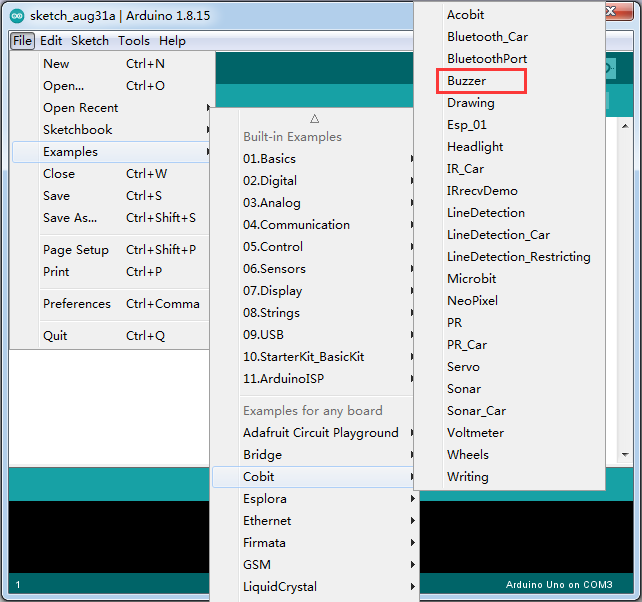 sketch_aug31a | Arduino 1.8.15
File Edit Sketch Tools Help
New Ctrl+N
Open... Ctrl+O
Open Recent
Sketchbook
Examples
Close Ctrl+W
Save Ctrl+S
Save As... Ctrl+Shift+S
Page Setup Ctrl+Shift+P
Print Ctrl+P
Preferences Ctrl+Comma
Quit Ctrl+Q
Built-in Examples
01.Basics
02.Digital
03.Analog
04.Communication
05.Control
06.Sensors
07.Display
08.Strings
09.USB
10.StarterKit_BasicKit
11.ArduinoISP
Examples for any board
Adafruit Circuit Playground
Bridge
Cobit
Esplora
Ethernet
Firmata
GSM
LiquidCrystal
Acobit
Bluetooth_Car
BluetoothPort
Buzzer
Drawing
Esp_01
Headlight
IR_Car
IRrecvDemo
LineDetection
LineDetection_Car
LineDetection_Restricting
Microbit
NeoPixel
PR
PR_Car
Servo
Sonar
Sonar_Car
Voltmeter
Wheels
Writing
1
Arduino Uno on COM3